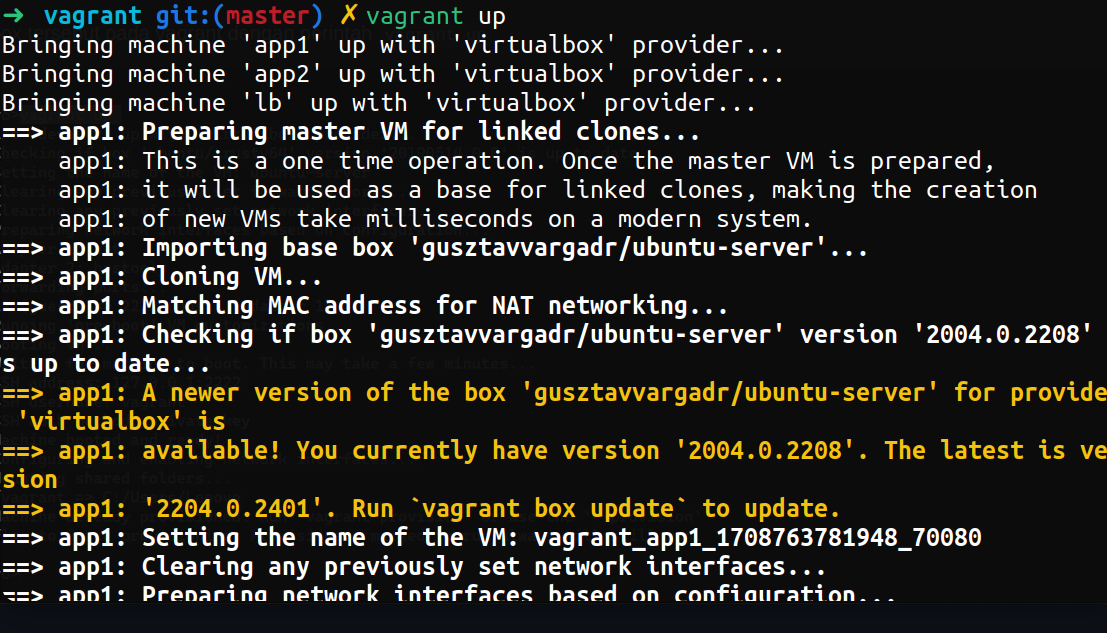 ➜ vagrant git:(master) ✗ vagrant up
Bringing machine 'app1' up with 'virtualbox' provider...
Bringing machine 'app2' up with 'virtualbox' provider...
Bringing machine 'lb' up with 'virtualbox' provider...
==> app1: Preparing master VM for linked clones...
    app1: This is a one time operation. Once the master VM is prepared,
    app1: it will be used as a base for linked clones, making the creation
    app1: of new VMs take milliseconds on a modern system.
==> app1: Importing base box 'gusztavvargadr/ubuntu-server'...
==> app1: Cloning VM...
==> app1: Matching MAC address for NAT networking...
==> app1: Checking if box 'gusztavvargadr/ubuntu-server' version '2004.0.2208'
s up to date...
==> app1: A newer version of the box 'gusztavvargadr/ubuntu-server' for provide
 'virtualbox' is
==> app1: available! You currently have version '2004.0.2208'. The latest is ve
sion
==> app1: '2204.0.2401'. Run `vagrant box update` to update.
==> app1: Setting the name of the VM: vagrant_app1_1708763781948_70080
==> app1: Clearing any previously set network interfaces...
==> app1: Preparing network interfaces based on configuration...